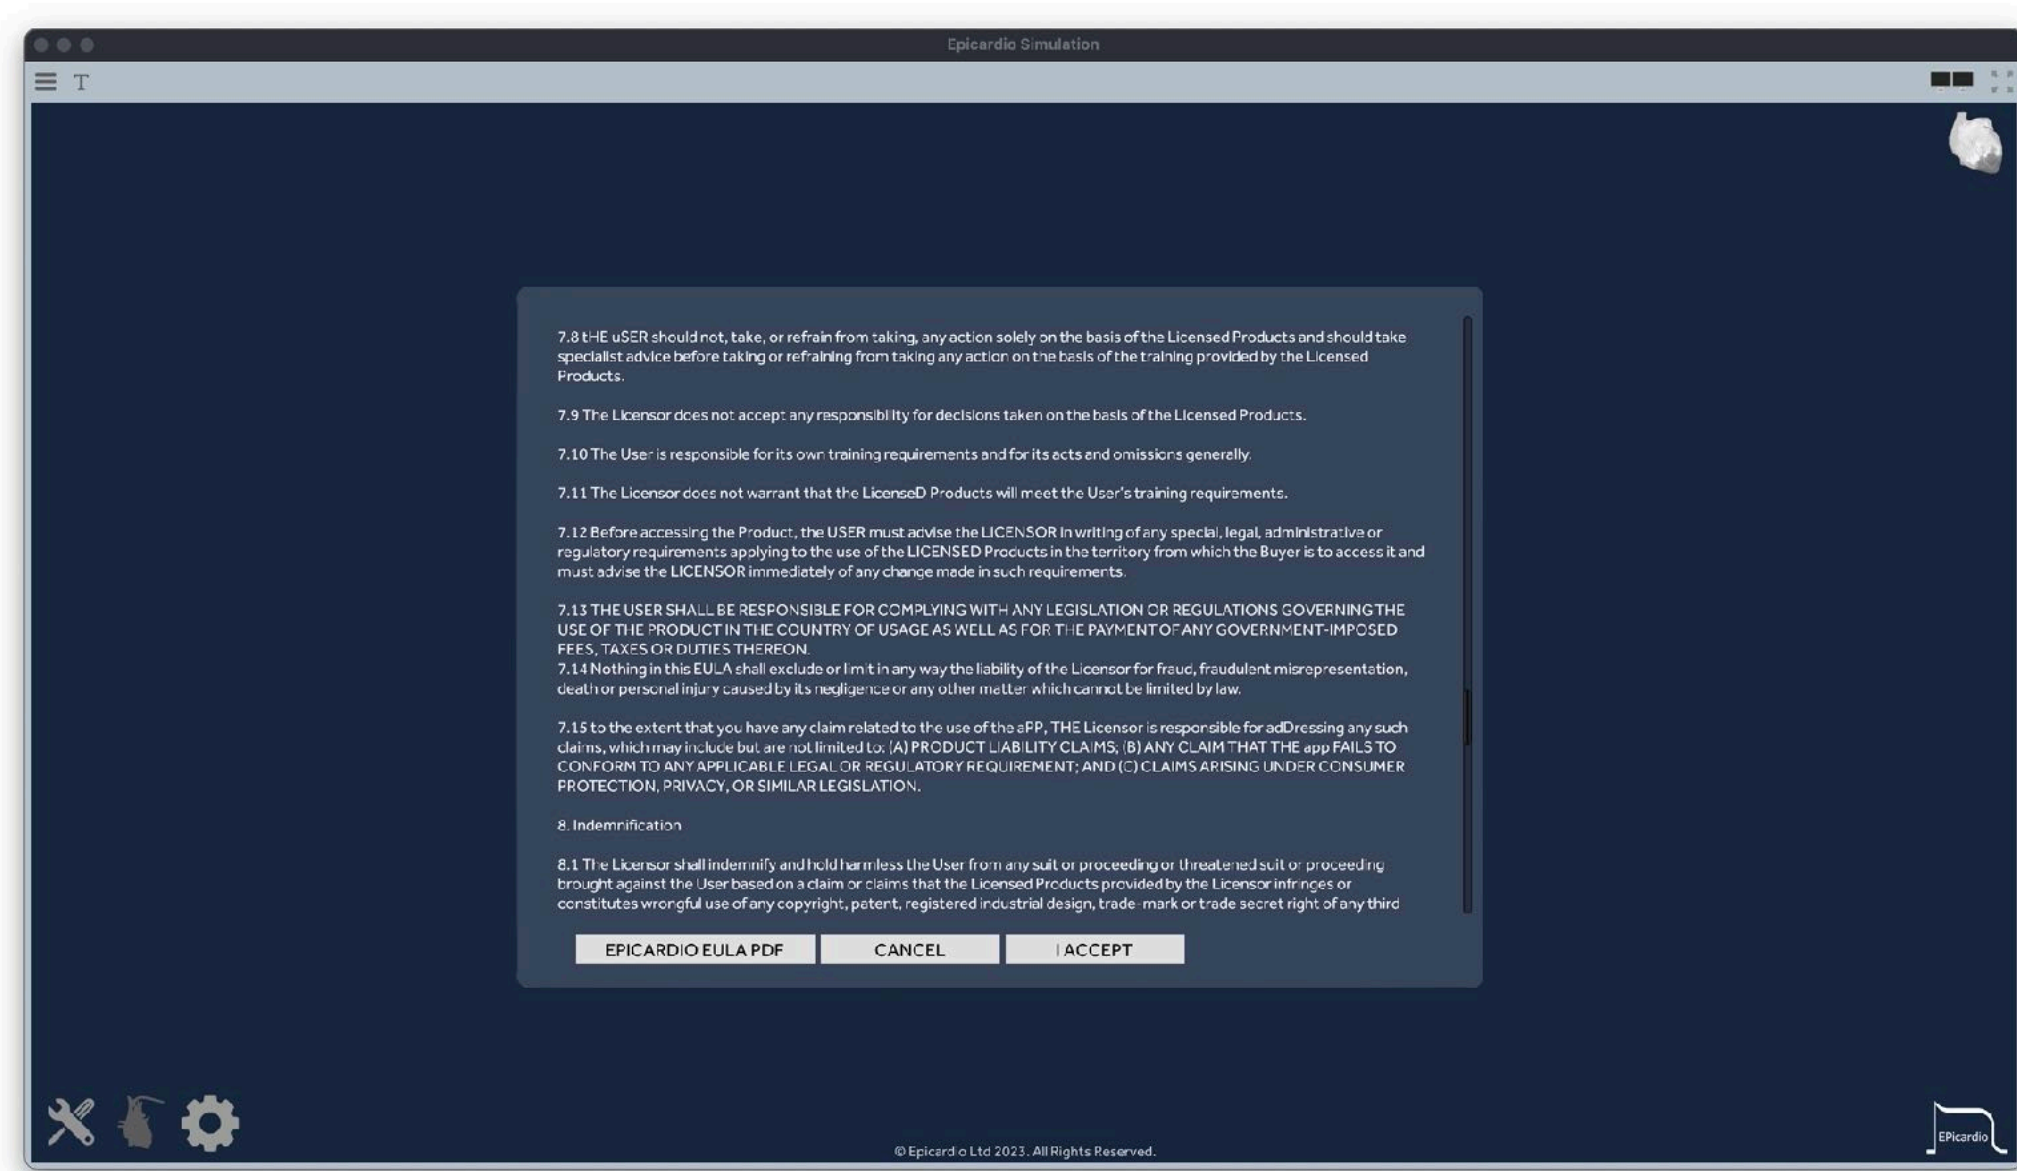 Epicardio Simulation
T
7.8 tHE uSER should not, take, or refrain from taking, any action solely on the basis of the Licensed Products and should take
specialist advice before taking or refraining from taking any action on the basis of the training provided by the Licensed
Products.
7.9 The Licensor does not accept any responsibility for decisions taken on the basis of the Licensed Products.
7.10 The User is responsible for its own training requirements and for its acts and omissions generally.
7.11 The Licensor does not warrant that the LicenseD Products will meet the User's training requirements.
7.12 Before accessing the Product, the USER must advise the LICENSOR in writing of any special, legal, administrative or
regulatory requirements applying to the use of the LICENSED Products in the territory from which the Buyer is to access it and
must advise the LICENSOR immediately of any change made in such requirements.
7.13 THE USER SHALL BE RESPONSIBLE FOR COMPLYING WITH ANY LEGISLATION OR REGULATIONS GOVERNING THE
USE OF THE PRODUCT IN THE COUNTRY OF USAGE AS WELL AS FOR THE PAYMENT OF ANY GOVERNMENT-IMPOSED
FEES, TAXES OR DUTIES THEREON.
7.14 Nothing in this EULA shall exclude or limit in any way the liability of the Licensor for fraud, fraudulent misrepresentation,
death or personal injury caused by its negligence or any other matter which cannot be limited by law.
7.15 to the extent that you have any claim related to the use of the aPP, THE Licensor is responsible for adDressing any such
claims, which may include but are not limited to: (A) PRODUCT LIABILITY CLAIMS; (B) ANY CLAIM THAT THE app FAILS TO
CONFORM TO ANY APPLICABLE LEGAL OR REGULATORY REQUIREMENT; AND (C) CLAIMS ARISING UNDER CONSUMER
PROTECTION, PRIVACY, OR SIMILAR LEGISLATION.
8. Indemnification
8.1 The Licensor shall indemnify and hold harmless the User from any suit or proceeding or threatened suit or proceeding
brought against the User based on a claim or claims that the Licensed Products provided by the Licensor infringes or
constitutes wrongful use of any copyright, patent, registered industrial design, trade-mark or trade secret right of any third
EPICARDIO EULA PDF
CANCEL
I ACCEPT
© Epicardio Ltd 2023. All Rights Reserved.
EPicardio